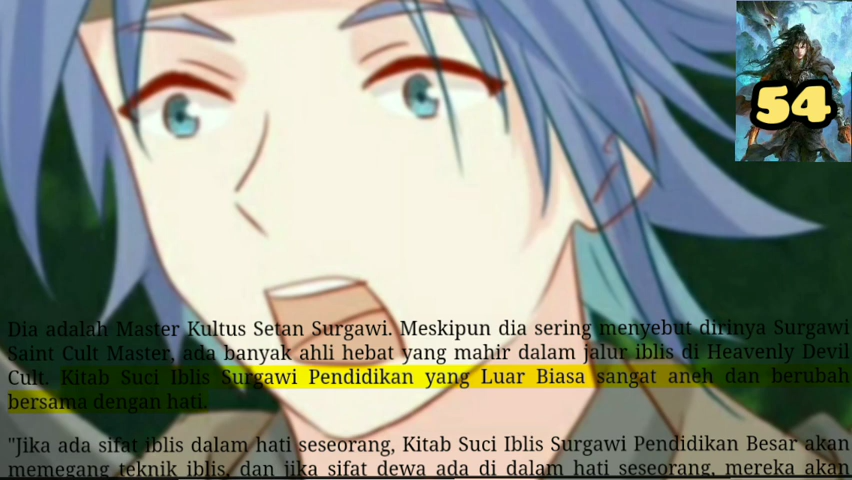 54
Dia adalah Master Kultus Setan Surgawi. Meskipun dia sering menyebut dirinya Surgawi
Saint Cult Master, ada banyak ahli hebat yang mahir dalam jalur iblis di Heavenly Devil
Cult. Kitab Suci Iblis Surgawi Pendidikan yang Luar Biasa sangat aneh dan berubah
bersama dengan hati.
"Jika ada sifat iblis dalam hati seseorang, Kitab Suci Iblis Surgawi Pendidikan Besar akan
memegang teknik iblis, dan jika sifat dewa ada di dalam hati seseorang, mereka akan